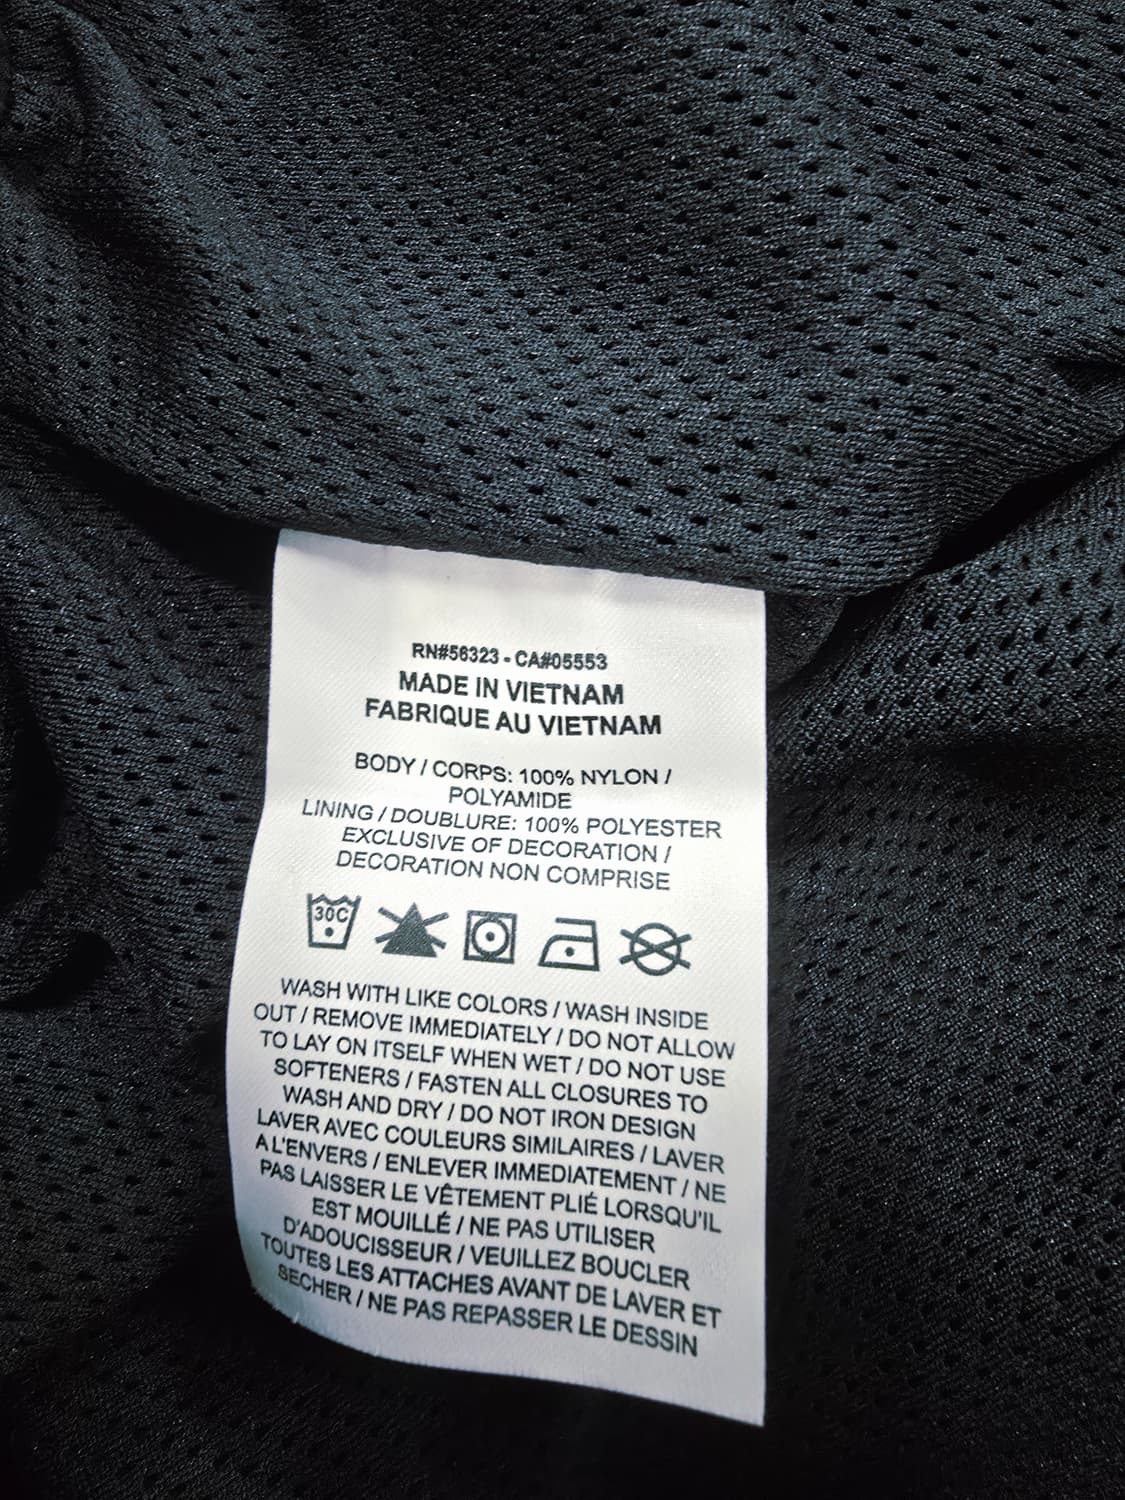 RN#56323 - CA#05553
MADE IN VIETNAM
FABRIQUE AU VIETNAM
BODY / CORPS: 100% NYLON /
POLYAMIDE
LINING / DOUBLURE: 100% POLYESTER
EXCLUSIVE OF DECORATION /
DECORATION NON COMPRISE
30C
WASH WITH LIKE COLORS / WASH INSIDE
OUT / REMOVE IMMEDIATELY / DO NOT ALLOW
TO LAY ON ITSELF WHEN WET / DO NOT USE
SOFTENERS / FASTEN ALL CLOSURES TO
WASH AND DRY / DO NOT IRON DESIGN
LAVER AVEC COULEURS SIMILAIRES / LAVER
A L'ENVERS / ENLEVER IMMEDIATEMENT / NE
PAS LAISSER LE VÊTEMENT PLIÉ LORSQU'IL
EST MOUILLÉ / NE PAS UTILISER
D'ADOUCISSEUR / VEUILLEZ BOUCLER
TOUTES LES ATTACHES AVANT DE LAVER ET
SECHER / NE PAS REPASSER LE DESSIN